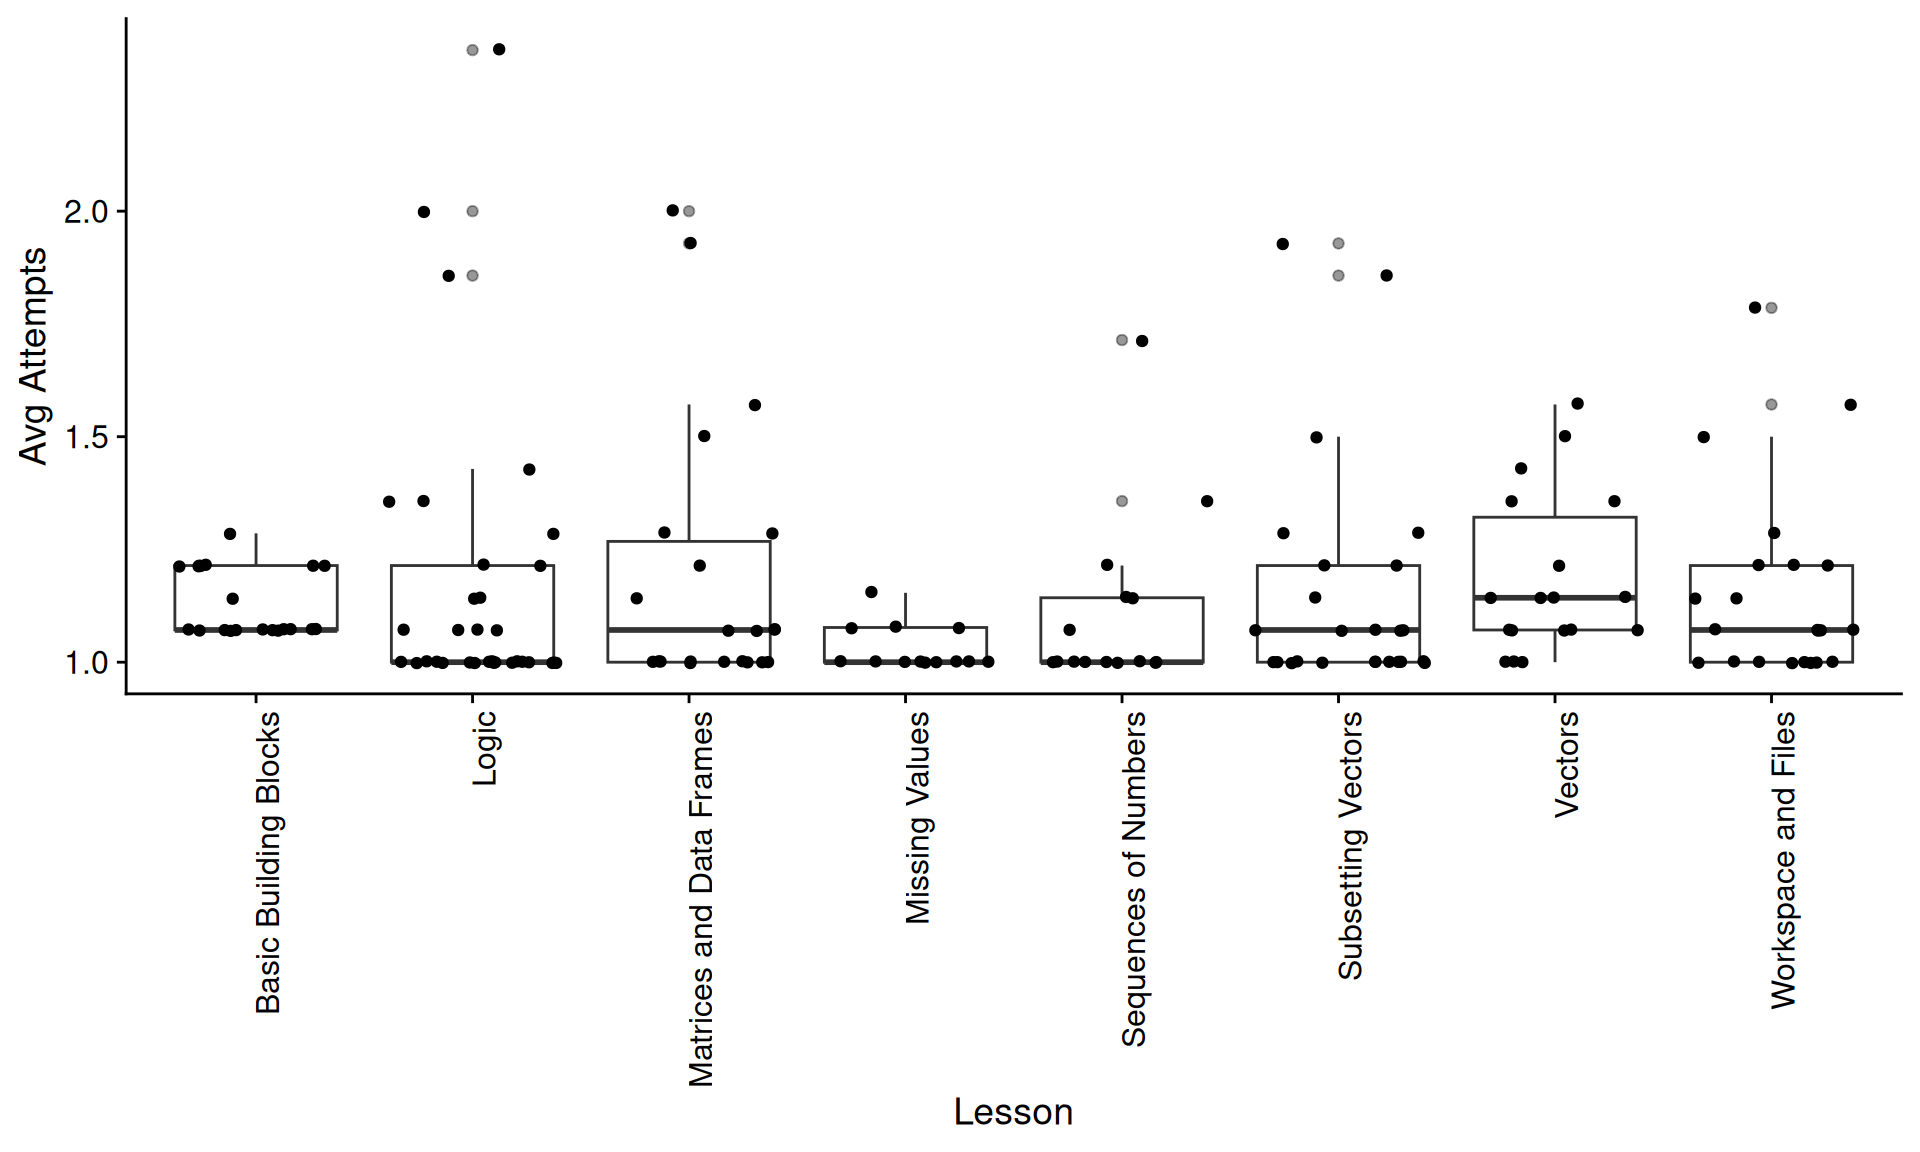 Avg Attempts
2.0
1.5
1.0
Basic Building Blocks
Logic
Matrices and Data Frames
Missing Values
Sequences of Numbers
Subsetting Vectors
Vectors
Workspace and Files
Lesson